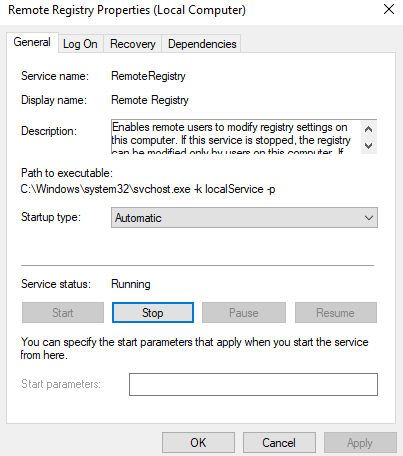 Remote Registry Properties (Local Computer)
General Log On Recovery Dependencies
Service name: RemoteRegistry
Display name: Remote Registry
Description: Enables remote users to modify registry settings on
this computer. If this service is stopped, the registry
can be modified only by users on this computer. If
Path to executable:
C:\Windows\system32\svchost.exe -k localService -p
Startup type: Automatic
Service status: Running
Start Stop Pause Resume
You can specify the start parameters that apply when you start the service
from here.
Start parameters:
OK Cancel Apply